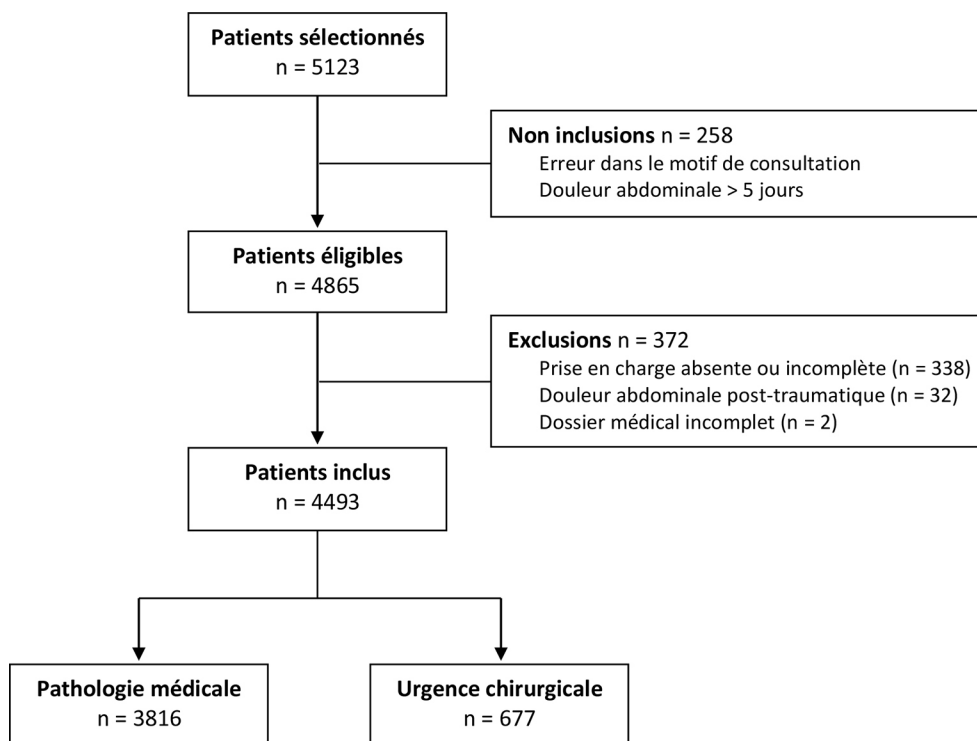 Patients sélectionnés
n = 5123
Non inclusions n = 258
Erreur dans le motif de consultation
Douleur abdominale > 5 jours
Patients éligibles
n = 4865
Exclusions n = 372
Prise en charge absente ou incomplète (n = 338)
Douleur abdominale post-traumatique (n = 32)
Dossier médical incomplet (n = 2)
Patients inclus
n = 4493
Pathologie médicale
n = 3816
Urgence chirurgicale
n = 677